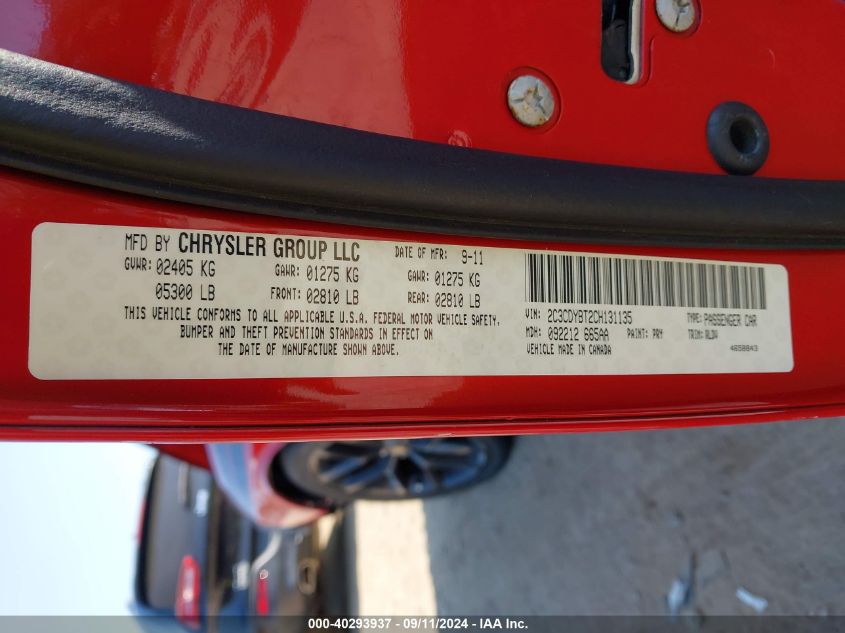 MFD BY CHRYSLER GROUP LLC DATE OF MFR: 9-11
GVWR: 02405 KG GAWR: 01275 KG GAWR: 01275 KG
05300 LB FRONT: 02810 LB REAR: 02810 LB
THIS VEHICLE CONFORMS TO ALL APPLICABLE U.S.A. FEDERAL MOTOR VEHICLE SAFETY,
BUMPER AND THEFT PREVENTION STANDARDS IN EFFECT ON
THE DATE OF MANUFACTURE SHOWN ABOVE.
VIN: 2C3CDYBT2CH131135 TYPE: PASSENGER CAR
MDH: 092212 665AA PAINT: PRY TRIM: RLDV
VEHICLE MADE IN CANADA 4658843
000-40293937 - 09/11/2024 - IAA Inc.